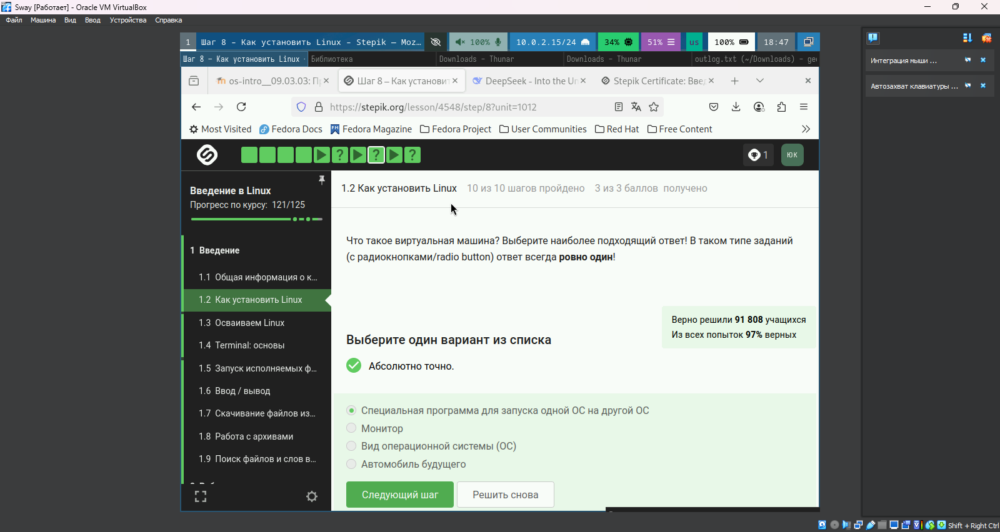 Sway [Работает] - Oracle VM VirtualBox
Файл Машина Вид Ввод Устройства Справка
1 Шаг 8 - Как установить Linux - Stepik — Moz… 100% 10.0.2.15/24 34% 51% us 100% 18:47
Шаг 8 - Как установить Linux - Библиотека Downloads - Thunar Downloads - Thunar outlog.txt (~/Downloads) - ge
os-intro__09.03.03: П Шаг 8 – Как установит DeepSeek - Into the Un Stepik Certificate: Вве
https://stepik.org/lesson/4548/step/8?unit=1012
Most Visited Fedora Docs Fedora Magazine Fedora Project User Communities Red Hat Free Content
1 ЮК
Введение в Linux
Прогресс по курсу: 121/125
1 Введение
1.1 Общая информация о к...
1.2 Как установить Linux
1.3 Осваиваем Linux
1.4 Terminal: основы
1.5 Запуск исполняемых ф...
1.6 Ввод / вывод
1.7 Скачивание файлов из...
1.8 Работа с архивами
1.9 Поиск файлов и слов в...
1.2 Как установить Linux 10 из 10 шагов пройдено 3 из 3 баллов получено
Что такое виртуальная машина? Выберите наиболее подходящий ответ! В таком типе заданий
(с радиокнопками/radio button) ответ всегда ровно один!
Верно решили 91 808 учащихся
Из всех попыток 97% верных
Выберите один вариант из списка
Абсолютно точно.
Специальная программа для запуска одной ОС на другой ОС
Монитор
Вид операционной системы (ОС)
Автомобиль будущего
Следующий шаг Решить снова
Интеграция мыши ...
Автозахват клавиатуры ...
Shift + Right Ctrl